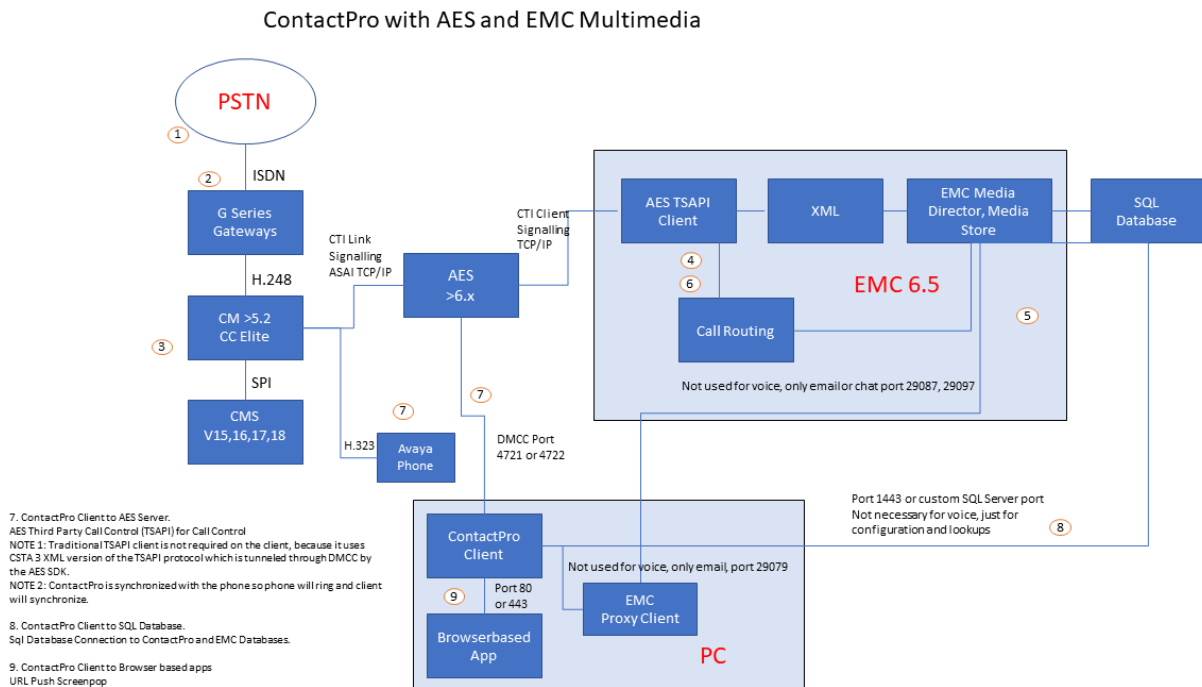 ContactPro with AES and EMC Multimedia
PSTN
1
ISDN
2
G Series
Gateways
H.248
CM >5.2
CC Elite
3
SPI
CMS
V15,16,17,18
CTI Link
Signalling
ASAI TCP/IP
AES
>6.x
CTI Client
Signalling
TCP/IP
AES TSAPI
Client
XML
EMC Media
Director, Media
Store
SQL
Database
4
6
EMC 6.5
5
Call Routing
Not used for voice, only email or chat port 29087, 29097
7
7
H.323
Avaya
Phone
DMCC Port
4721 or 4722
Port 1443 or custom SQL Server port
Not necessary for voice, just for
configuration and lookups
8
ContactPro
Client
Not used for voice, only email, port 29079
9
Port 80
or 443
EMC
Proxy Client
Browserbased
App
PC
7. ContactPro Client to AES Server.
AES Third Party Call Control (TSAPI) for Call Control
NOTE 1: Traditional TSAPI client is not required on the client, because it uses
CSTA 3 XML version of the TSAPI protocol which is tunneled through DMCC by
the AES SDK.
NOTE 2: ContactPro is synchronized with the phone so phone will ring and client
will synchronize.
8. ContactPro Client to SQL Database.
Sql Database Connection to ContactPro and EMC Databases.
9. ContactPro Client to Browser based apps
URL Push Screenpop